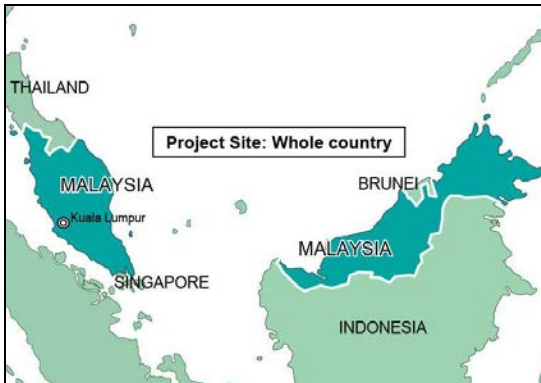 THAILAND
Project Site: Whole country
MALAYSIA
BRUNEI
Kuala Lumpur
MALAYSIA
SINGAPORE
INDONESIA